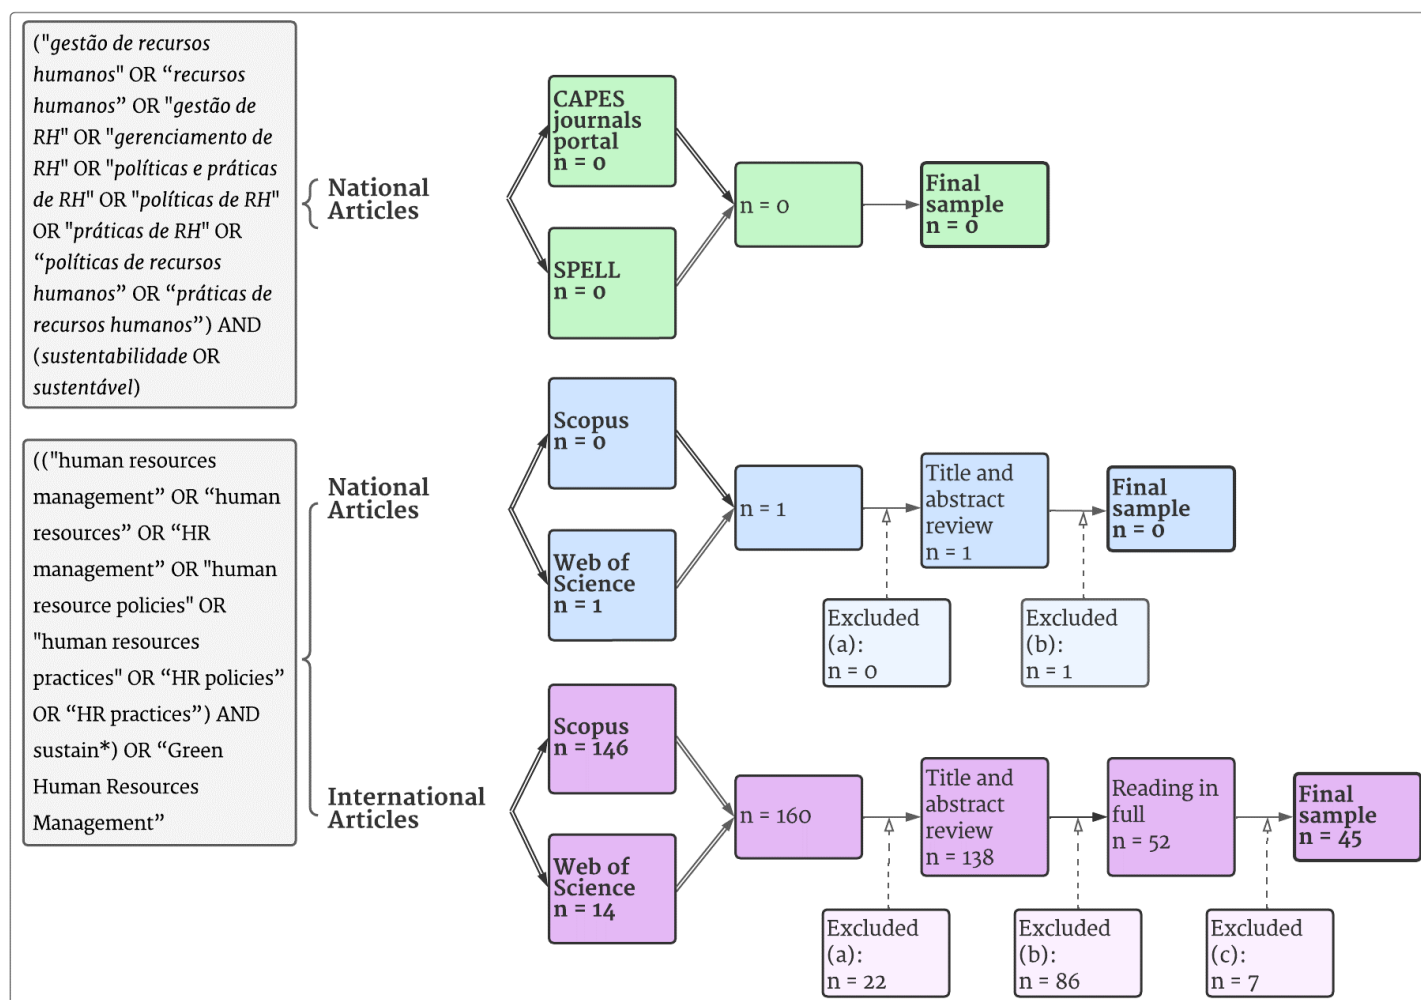 ("gestão de recursos
humanos" OR “recursos
humanos” OR "gestão de
RH" OR "gerenciamento de
RH" OR "políticas e práticas
de RH" OR "políticas de RH"
OR "práticas de RH" OR
“políticas de recursos
humanos” OR “práticas de
recursos humanos”) AND
(sustentabilidade OR
sustentável)
National
Articles
CAPES
journals
portal
n = 0
SPELL
n = 0
n = 0
Final
sample
n = 0
(("human resources
management” OR “human
resources” OR “HR
management” OR "human
resource policies" OR
"human resources
practices" OR “HR policies”
OR “HR practices”) AND
sustain*) OR “Green
Human Resources
Management”
National
Articles
Scopus
n = 0
Web of
Science
n = 1
n = 1
Title and
abstract
review
n = 1
Final
sample
n = 0
Excluded
(a):
n = 0
Excluded
(b):
n = 1
International
Articles
Scopus
n = 146
Web of
Science
n = 14
n = 160
Title and
abstract
review
n = 138
Reading in
full
n = 52
Final
sample
n = 45
Excluded
(a):
n = 22
Excluded
(b):
n = 86
Excluded
(c):
n = 7